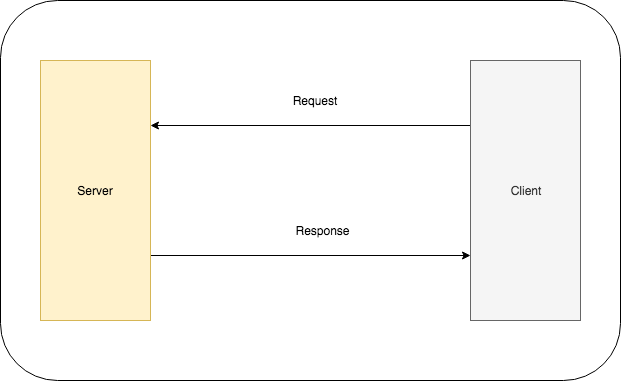 Request
Server
Client
Response